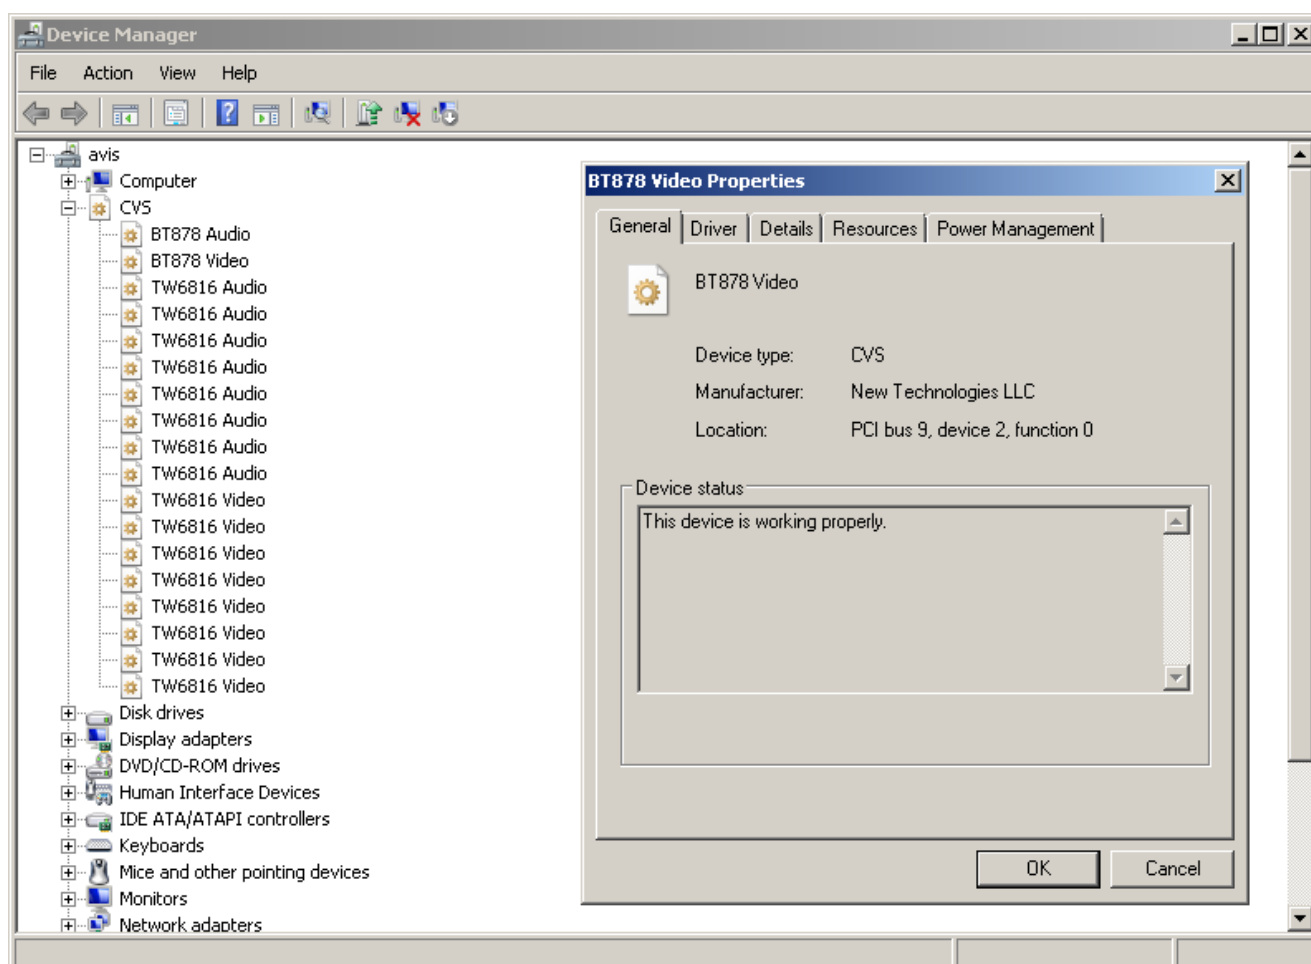 Device Manager
File Action View Help
avis
Computer
CVS
BT878 Audio
BT878 Video
TW6816 Audio
TW6816 Audio
TW6816 Audio
TW6816 Audio
TW6816 Audio
TW6816 Audio
TW6816 Audio
TW6816 Audio
TW6816 Video
TW6816 Video
TW6816 Video
TW6816 Video
TW6816 Video
TW6816 Video
TW6816 Video
TW6816 Video
Disk drives
Display adapters
DVD/CD-ROM drives
Human Interface Devices
IDE ATA/ATAPI controllers
Keyboards
Mice and other pointing devices
Monitors
Network adapters
BT878 Video Properties
General Driver Details Resources Power Management
BT878 Video
Device type: CVS
Manufacturer: New Technologies LLC
Location: PCI bus 9, device 2, function 0
Device status
This device is working properly.
OK Cancel